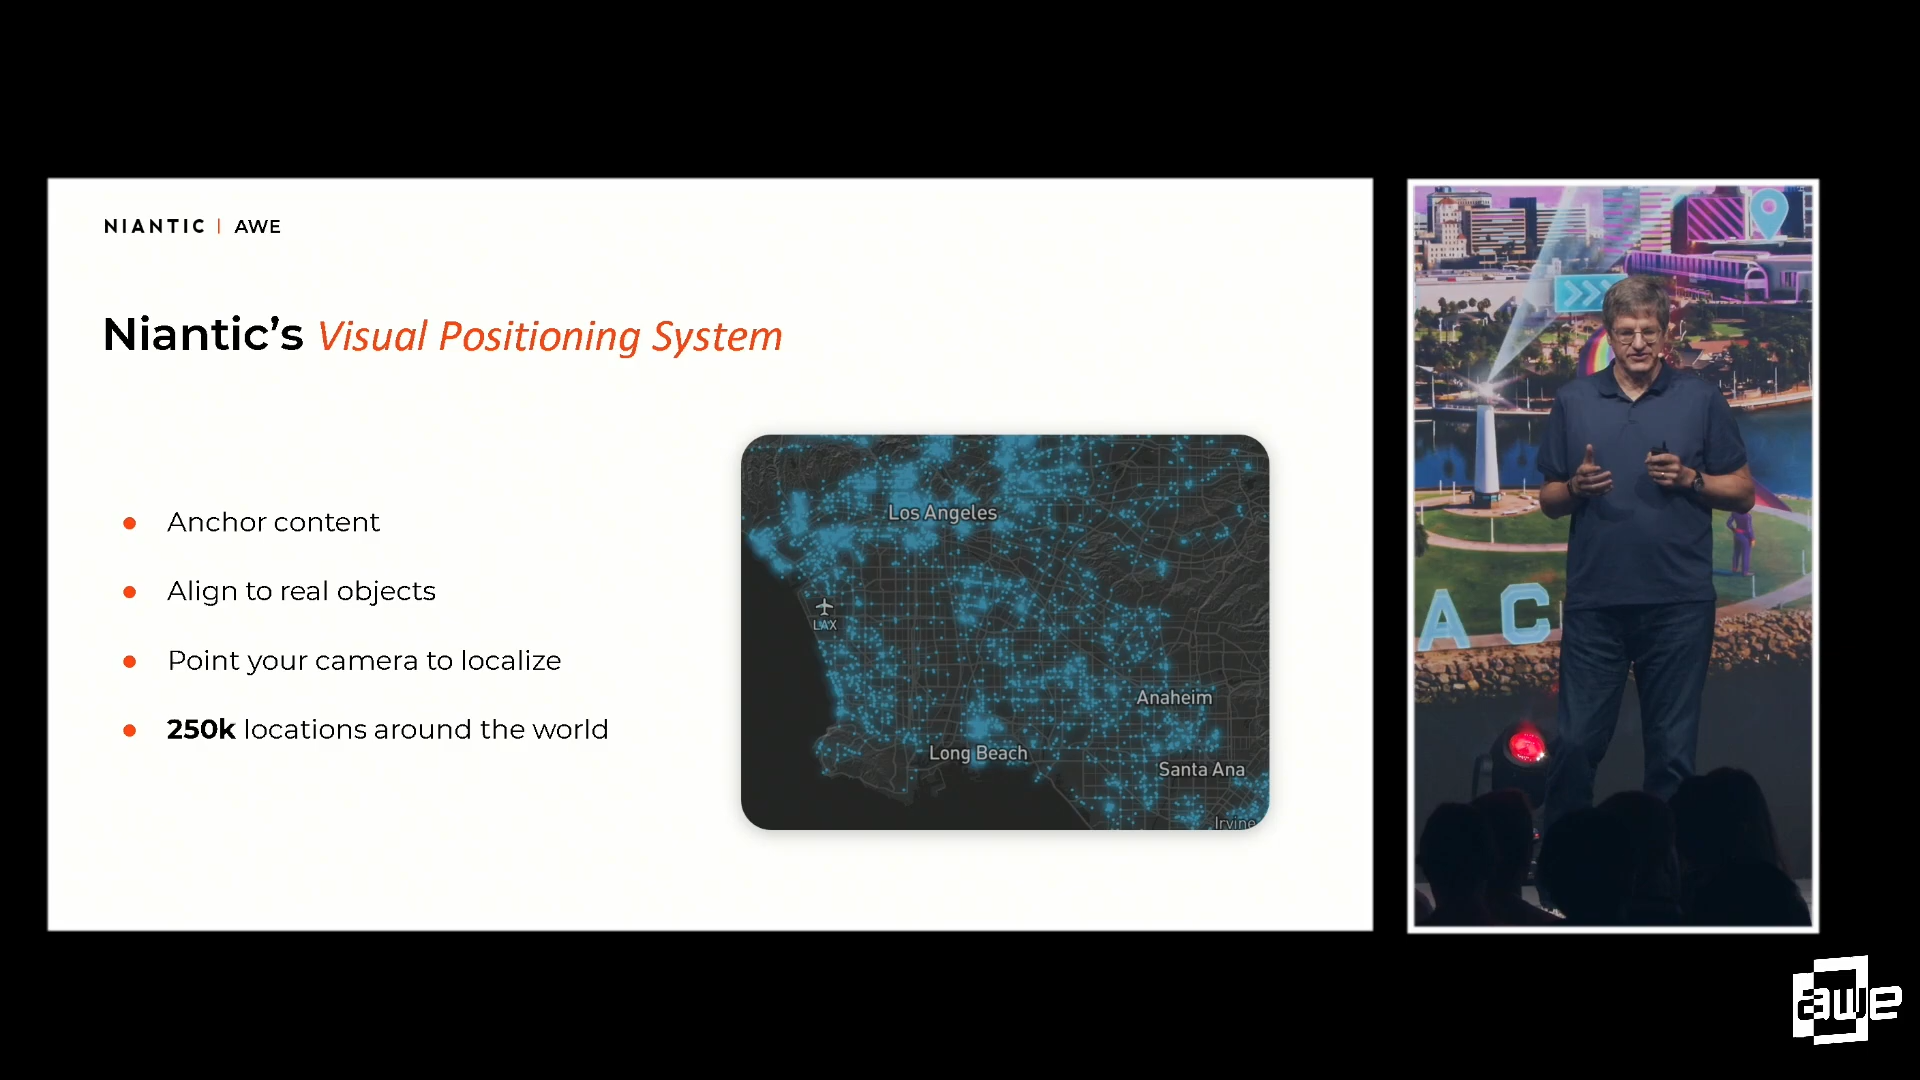 NIANTIC | AWE
Niantic's Visual Positioning System
Anchor content
Align to real objects
Point your camera to localize
250k locations around the world
Los Angeles
LAX
Anaheim
Long Beach
Santa Ana
Irvine
AC
awe